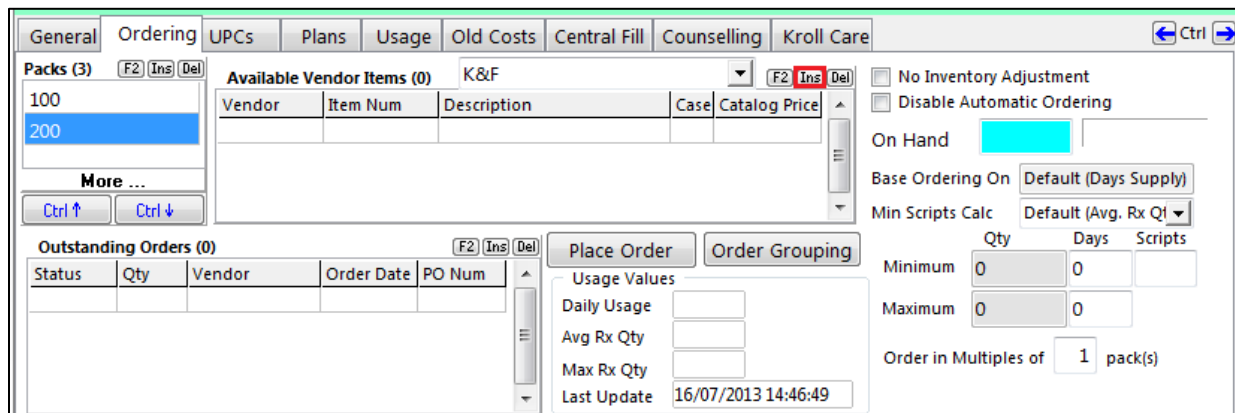 General Ordering UPCs Plans Usage Old Costs Central Fill Counselling Kroll Care Ctrl
Packs (3) F2 Ins Del
100
200
More ...
Ctrl ↑ Ctrl ↓
Available Vendor Items (0) K&F F2 Ins Del
Vendor Item Num Description Case Catalog Price
No Inventory Adjustment
Disable Automatic Ordering
On Hand
Base Ordering On Default (Days Supply)
Min Scripts Calc Default (Avg. Rx Qt
Qty Days Scripts
Minimum 0 0
Maximum 0 0
Order in Multiples of 1 pack(s)
Outstanding Orders (0) F2 Ins Del
Status Qty Vendor Order Date PO Num
Place Order Order Grouping
Usage Values
Daily Usage
Avg Rx Qty
Max Rx Qty
Last Update 16/07/2013 14:46:49